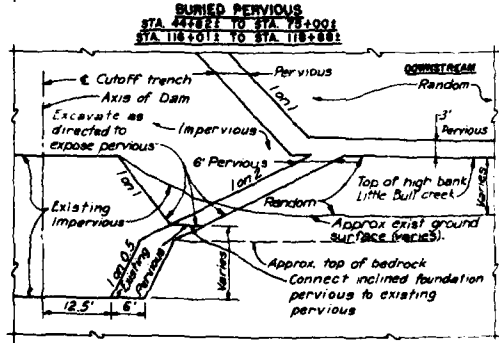 BURIED PERVIOUS
STA. 44+82± TO STA. 75+00±
STA. 116+01± TO STA. 118+88±
℄ Cutoff trench
Pervious
DOWNSTREAM
Axis of Dam
Random
Excavate as
directed to
expose pervious
1 on 1
Impervious
3'
Pervious
6' Pervious
1 on 2
1 on 1
Top of high bank
Little Bull creek
Varies
Existing
Impervious
Random
Approx exist ground
surface (varies).
1 on 0.5
Existing
Pervious
Varies
Approx. top of bedrock
Connect inclined foundation
pervious to existing
pervious
12.5'
6'